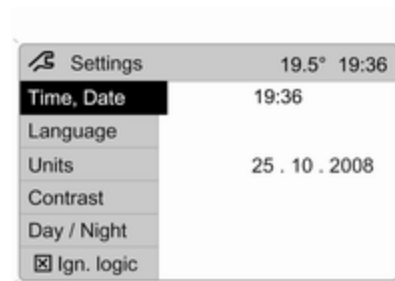 Settings 19.5° 19:36
Time, Date 19:36
Language
Units 25 . 10 . 2008
Contrast
Day / Night
Ign. logic